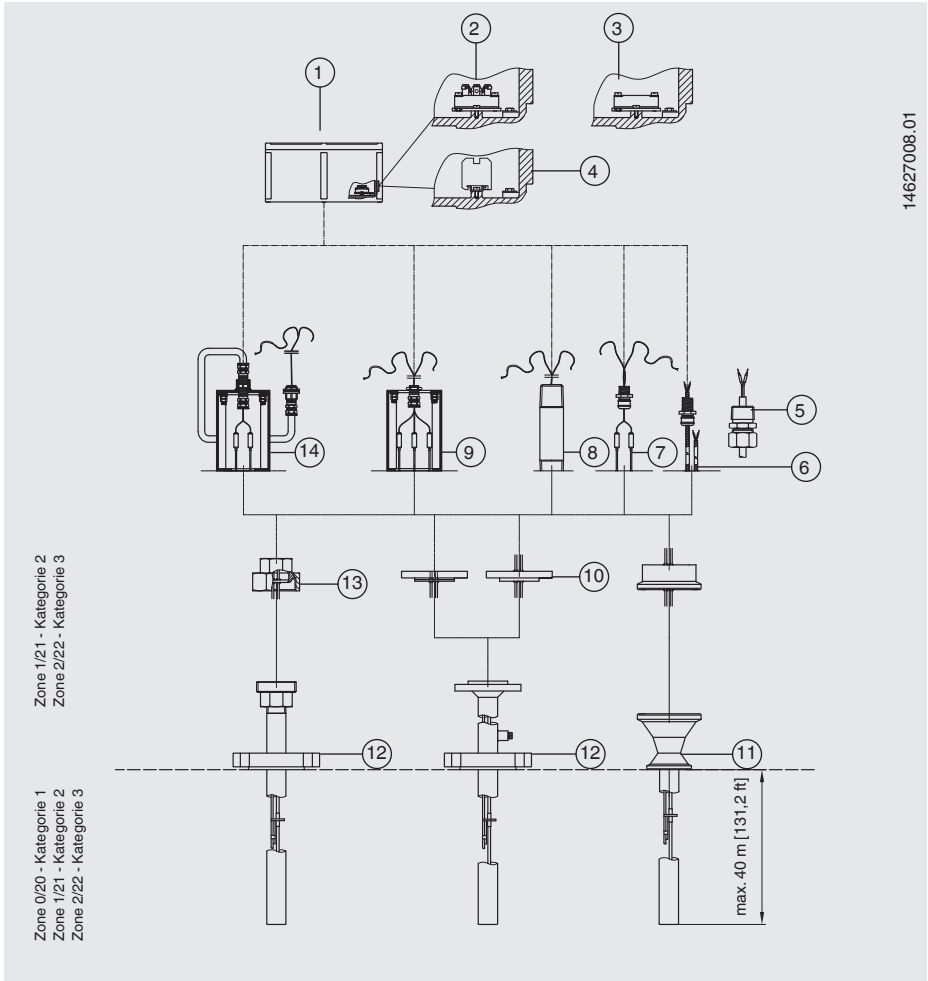 1
2
3
4
14627008.01
14
9
8
7
5
6
13
10
Zone 1/21 - Kategorie 2
Zone 2/22 - Kategorie 3
12
12
11
Zone 0/20 - Kategorie 1
Zone 1/21 - Kategorie 2
Zone 2/22 - Kategorie 3
max. 40 m [131,2 ft]